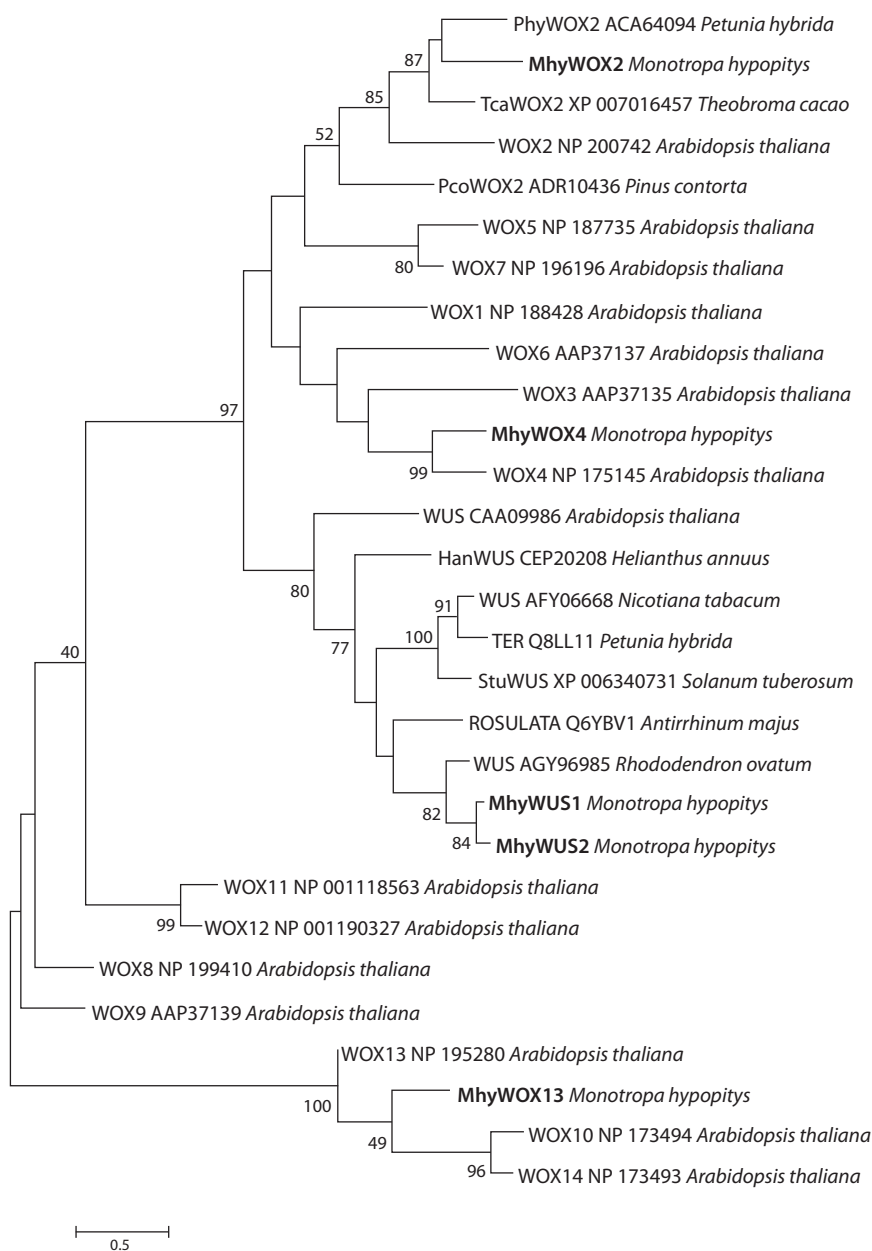 PhyWOX2 ACA64094 Petunia hybrida
87
MhyWOX2 Monotropa hypopitys
85
TcaWOX2 XP 007016457 Theobroma cacao
52
WOX2 NP 200742 Arabidopsis thaliana
PcoWOX2 ADR10436 Pinus contorta
WOX5 NP 187735 Arabidopsis thaliana
80
WOX7 NP 196196 Arabidopsis thaliana
WOX1 NP 188428 Arabidopsis thaliana
WOX6 AAP37137 Arabidopsis thaliana
WOX3 AAP37135 Arabidopsis thaliana
97
MhyWOX4 Monotropa hypopitys
99
WOX4 NP 175145 Arabidopsis thaliana
WUS CAA09986 Arabidopsis thaliana
HanWUS CEP20208 Helianthus annuus
80
WUS AFY06668 Nicotiana tabacum
91
100
TER Q8LL11 Petunia hybrida
77
40
StuWUS XP 006340731 Solanum tuberosum
ROSULATA Q6YBV1 Antirrhinum majus
WUS AGY96985 Rhododendron ovatum
MhyWUS1 Monotropa hypopitys
82
84
MhyWUS2 Monotropa hypopitys
WOX11 NP 001118563 Arabidopsis thaliana
99
WOX12 NP 001190327 Arabidopsis thaliana
WOX8 NP 199410 Arabidopsis thaliana
WOX9 AAP37139 Arabidopsis thaliana
WOX13 NP 195280 Arabidopsis thaliana
MhyWOX13 Monotropa hypopitys
100
WOX10 NP 173494 Arabidopsis thaliana
49
96
WOX14 NP 173493 Arabidopsis thaliana
0.5